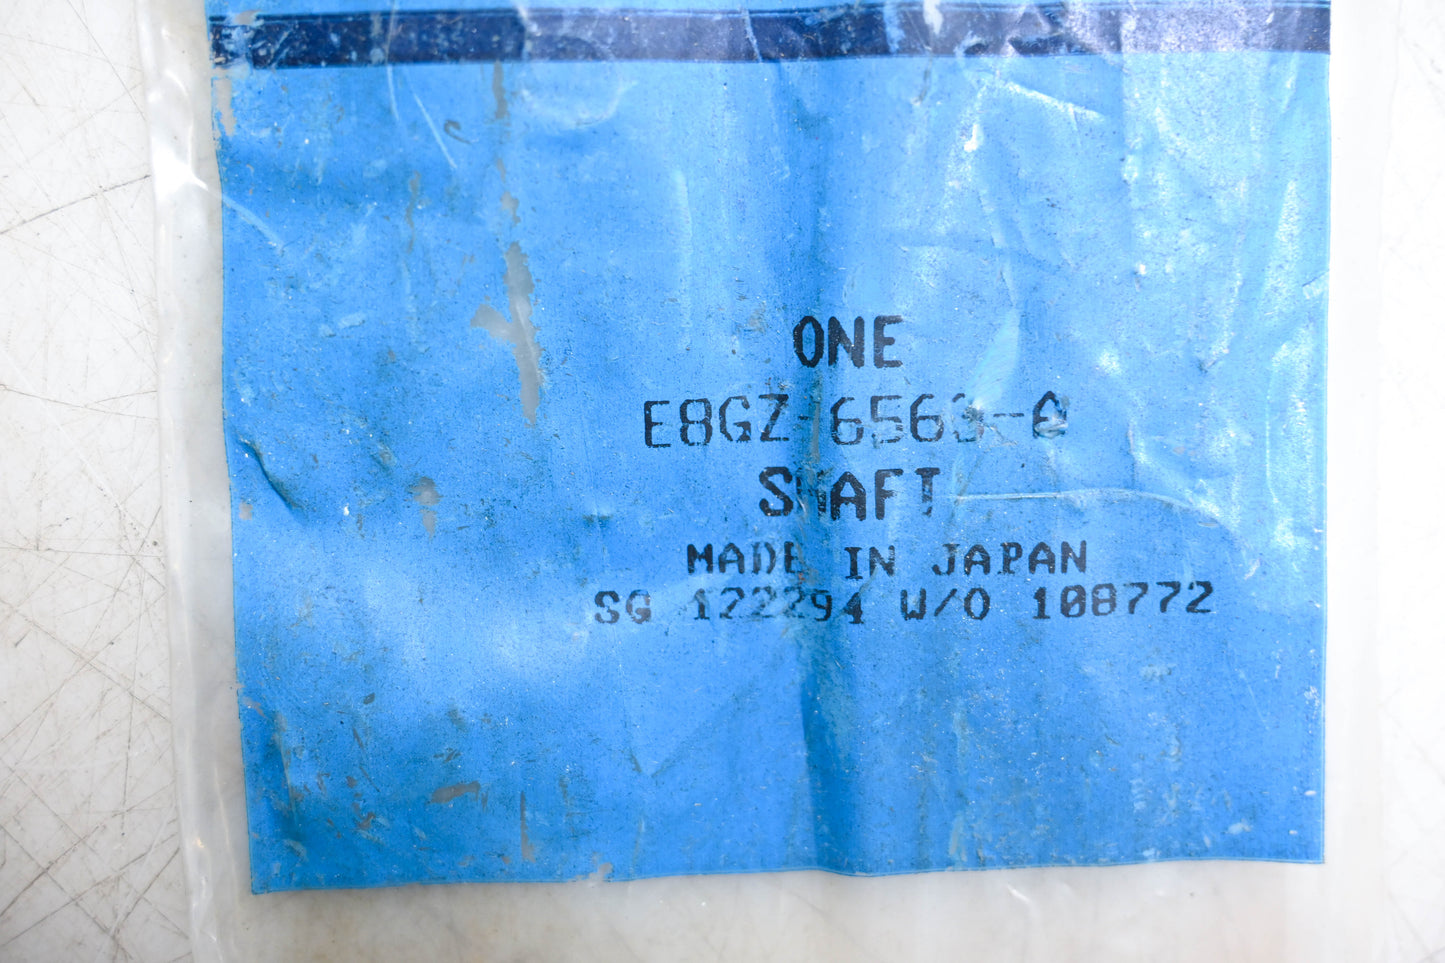 ONE
E8GZ-6563-A
SHAFT
MADE IN JAPAN
SG 122294 W/O 108772